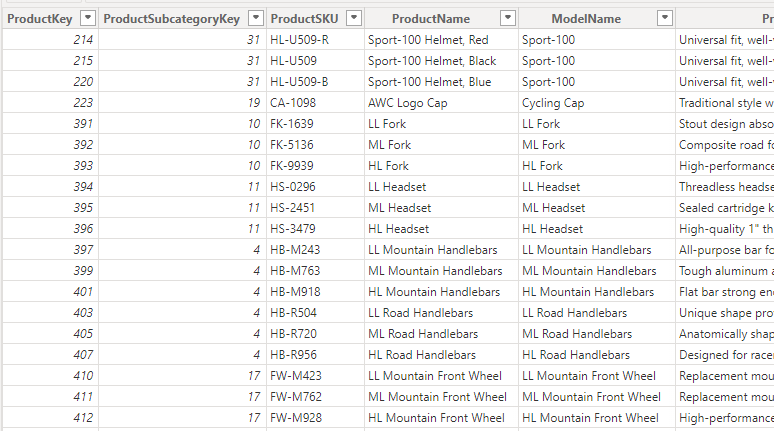 ProductKey ProductSubcategoryKey ProductSKU ProductName ModelName Pr
214 31 HL-U509-R Sport-100 Helmet, Red Sport-100 Universal fit, well-v
215 31 HL-U509 Sport-100 Helmet, Black Sport-100 Universal fit, well-v
220 31 HL-U509-B Sport-100 Helmet, Blue Sport-100 Universal fit, well-v
223 19 CA-1098 AWC Logo Cap Cycling Cap Traditional style w
391 10 FK-1639 LL Fork LL Fork Stout design abso
392 10 FK-5136 ML Fork ML Fork Composite road fo
393 10 FK-9939 HL Fork HL Fork High-performance
394 11 HS-0296 LL Headset LL Headset Threadless headse
395 11 HS-2451 ML Headset ML Headset Sealed cartridge k
396 11 HS-3479 HL Headset HL Headset High-quality 1" th
397 4 HB-M243 LL Mountain Handlebars LL Mountain Handlebars All-purpose bar fo
399 4 HB-M763 ML Mountain Handlebars ML Mountain Handlebars Tough aluminum a
401 4 HB-M918 HL Mountain Handlebars HL Mountain Handlebars Flat bar strong en
403 4 HB-R504 LL Road Handlebars LL Road Handlebars Unique shape pro
405 4 HB-R720 ML Road Handlebars ML Road Handlebars Anatomically shap
407 4 HB-R956 HL Road Handlebars HL Road Handlebars Designed for racer
410 17 FW-M423 LL Mountain Front Wheel LL Mountain Front Wheel Replacement mou
411 17 FW-M762 ML Mountain Front Wheel ML Mountain Front Wheel Replacement mou
412 17 FW-M928 HL Mountain Front Wheel HL Mountain Front Wheel High-performance